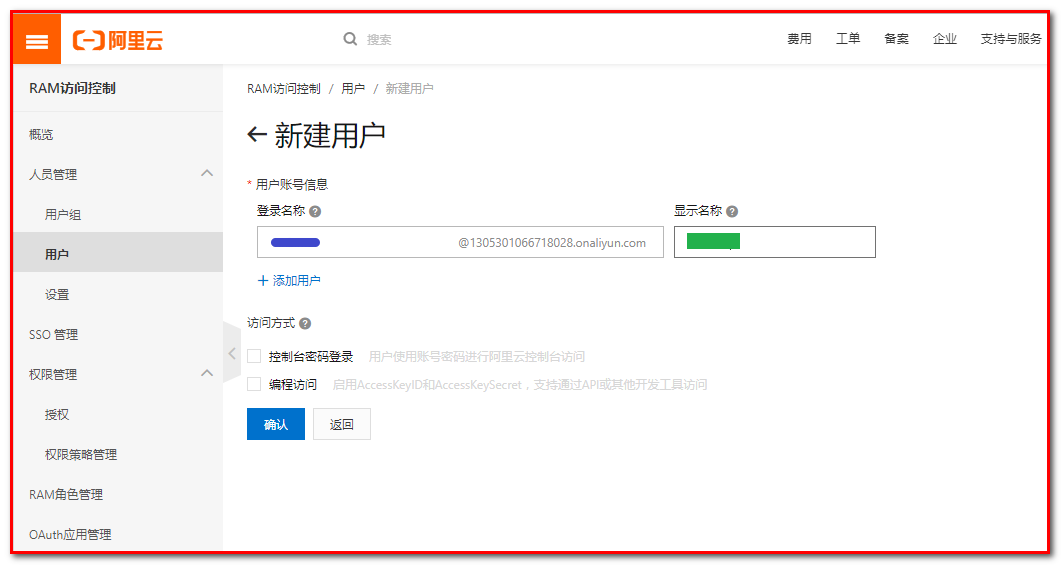 阿里云
搜索
费用 工单 备案 企业 支持与服务
RAM访问控制
概览
人员管理
用户组
用户
设置
SSO 管理
权限管理
授权
权限策略管理
RAM角色管理
OAuth应用管理
RAM访问控制 / 用户 / 新建用户
← 新建用户
* 用户账号信息
登录名称 ? 显示名称 ?
@1305301066718028.onaliyun.com
+ 添加用户
访问方式 ?
控制台密码登录 用户使用账号密码进行阿里云控制台访问
编程访问 启用AccessKeyID和AccessKeySecret，支持通过API或其他开发工具访问
确认 返回